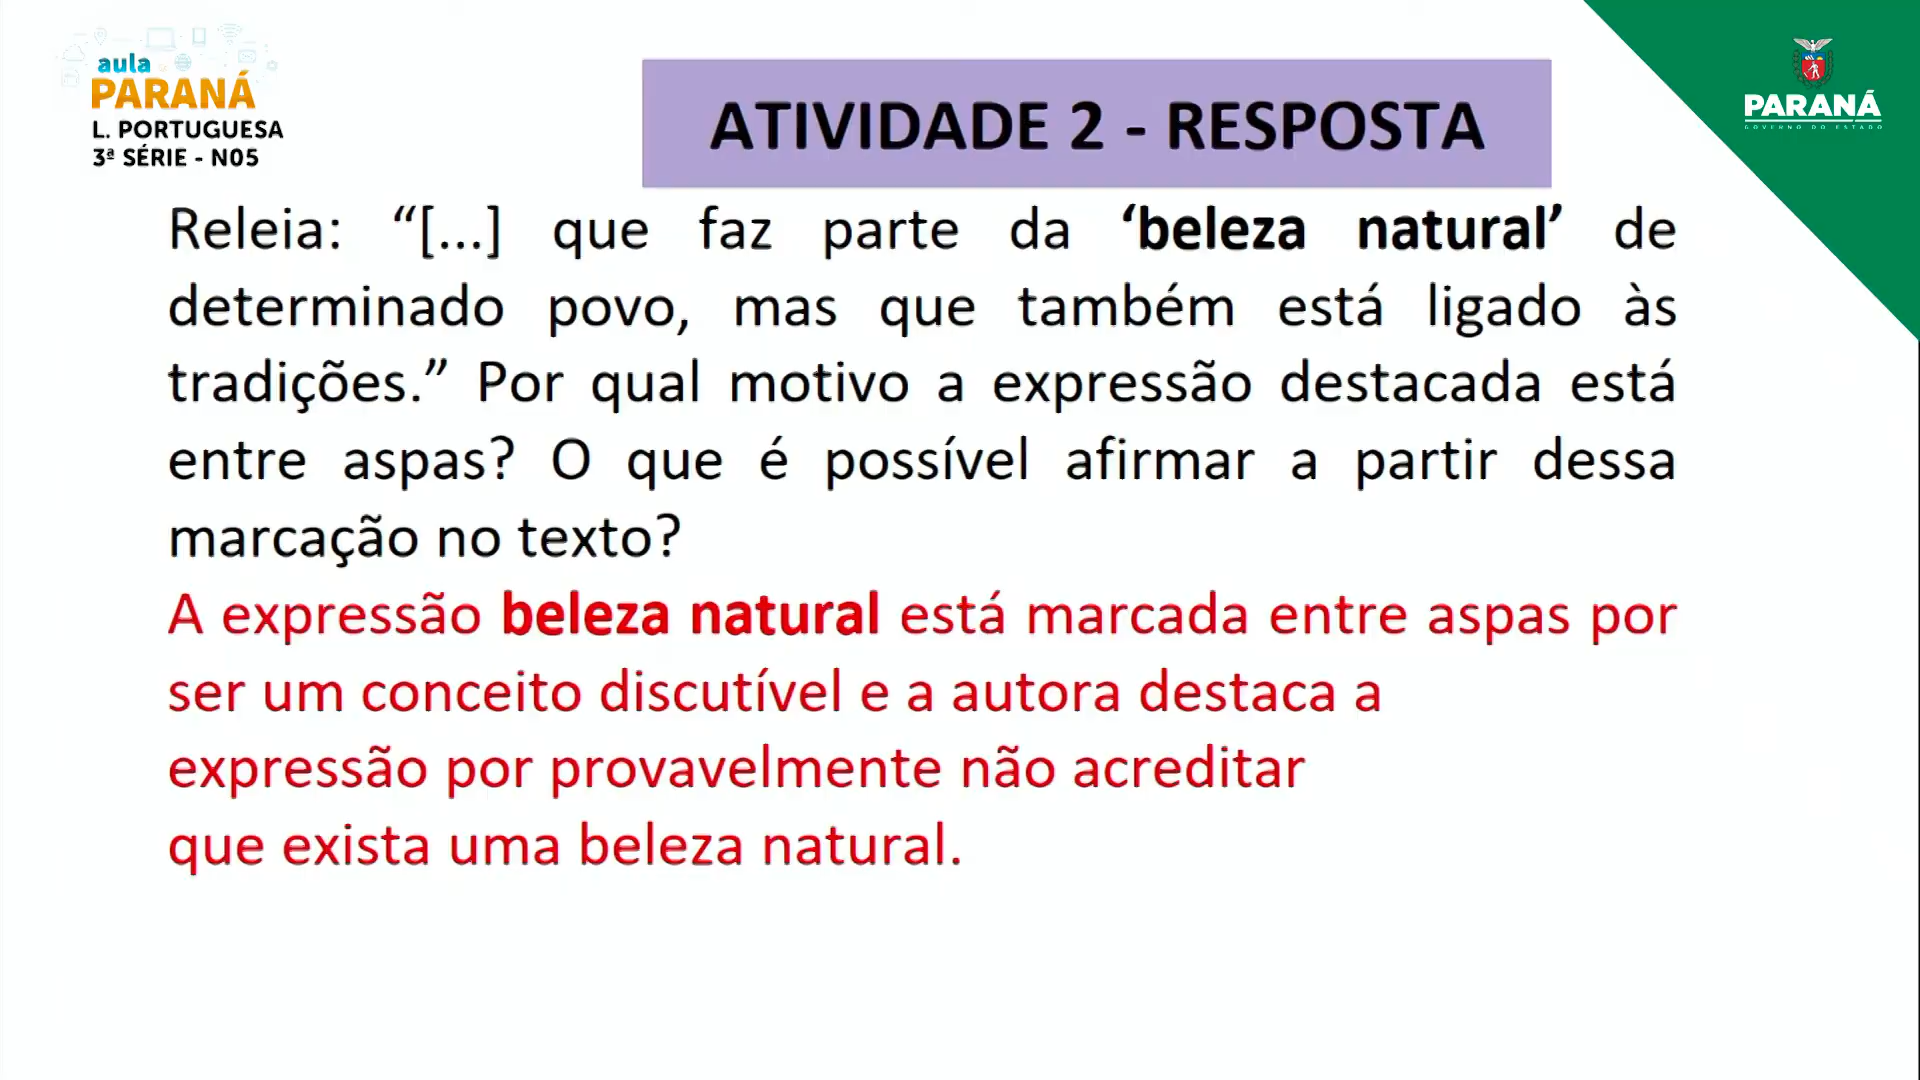 aula
PARANÁ
L. PORTUGUESA
3ª SÉRIE - N05
ATIVIDADE 2 - RESPOSTA
PARANÁ
GOVERNO DO ESTADO
Releia: “[...] que faz parte da ‘beleza natural’ de
determinado povo, mas que também está ligado às
tradições.” Por qual motivo a expressão destacada está
entre aspas? O que é possível afirmar a partir dessa
marcação no texto?
A expressão beleza natural está marcada entre aspas por
ser um conceito discutível e a autora destaca a
expressão por provavelmente não acreditar
que exista uma beleza natural.